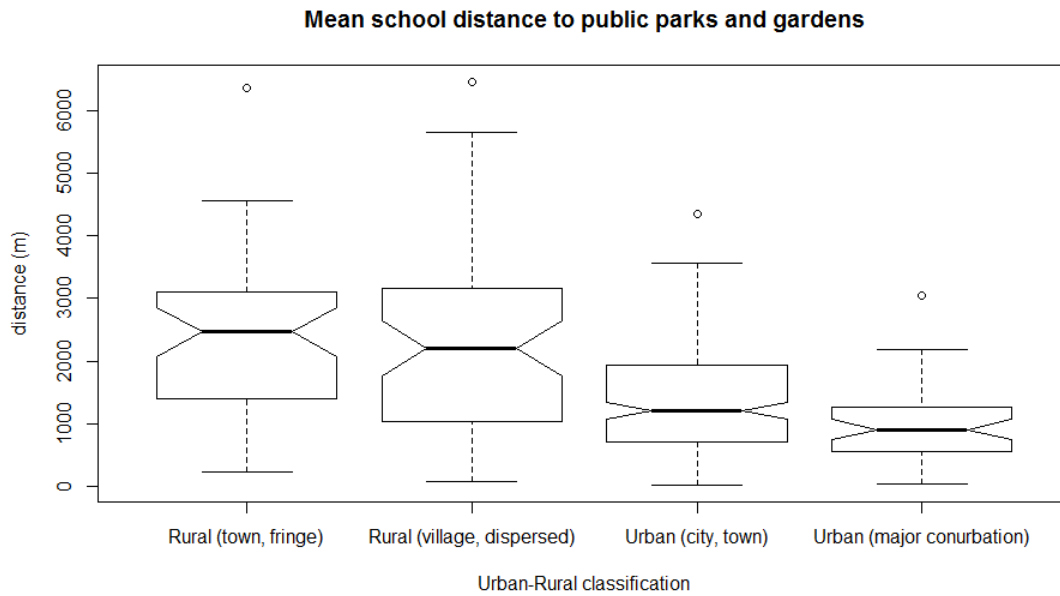 Mean school distance to public parks and gardens
distance (m)
6000
5000
4000
3000
2000
1000
0
Rural (town, fringe)
Rural (village, dispersed)
Urban (city, town)
Urban (major conurbation)
Urban-Rural classification